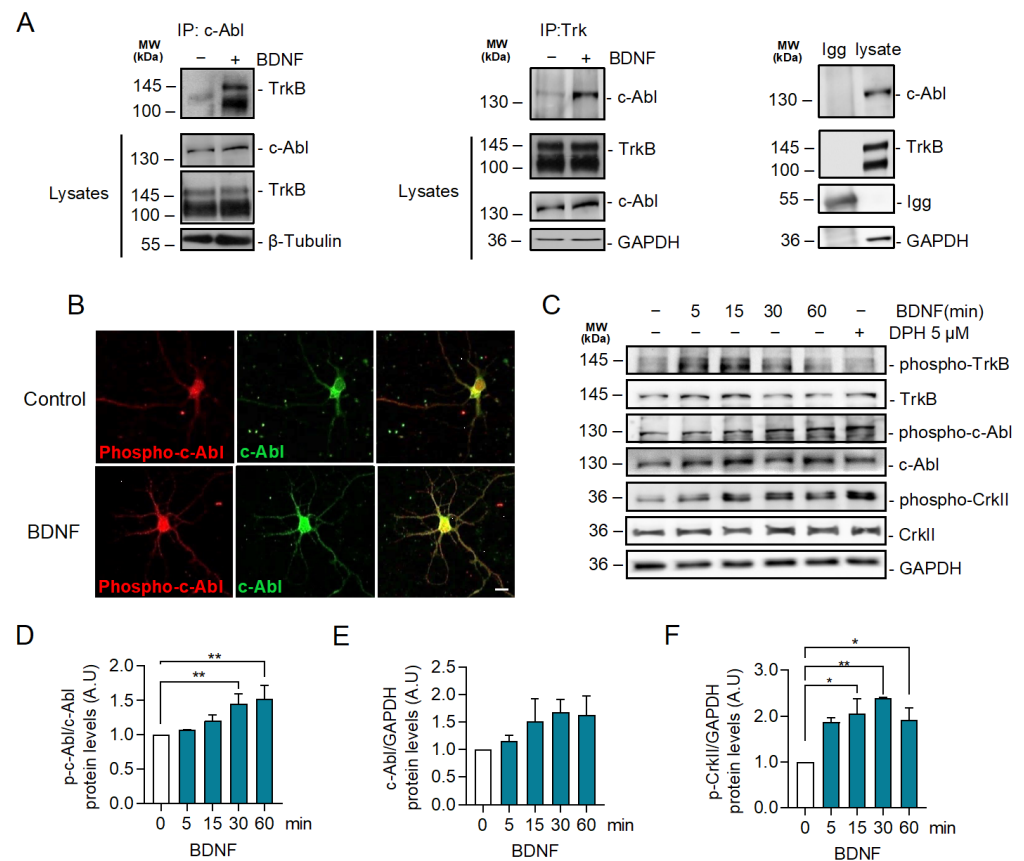 A
IP: c-Abl
MW
(kDa)
– + BDNF
145 –
100 –
- TrkB
130 –
- c-Abl
Lysates
145 –
100 –
- TrkB
55 –
- β-Tubulin
IP:Trk
MW
(kDa)
– + BDNF
130 –
- c-Abl
Lysates
145 –
100 –
- TrkB
130 –
- c-Abl
36 –
- GAPDH
MW
(kDa)
Igg lysate
130 –
- c-Abl
145 –
100 –
- TrkB
55 –
- Igg
36 –
- GAPDH
B
Control
Phospho-c-Abl
c-Abl
BDNF
Phospho-c-Abl
c-Abl
C
– 5 15 30 60 – BDNF(min)
– – – – – + DPH 5 µM
MW
(kDa)
145 – - phospho-TrkB
145 – - TrkB
130 – - phospho-c-Abl
130 – - c-Abl
36 – - phospho-CrkII
36 – - CrkII
36 – - GAPDH
D
p-c-Abl/c-Abl
protein levels (A.U)
2.0
1.5
1.0
0.5
0.0
**
**
0 5 15 30 60 min
BDNF
E
c-Abl/GAPDH
protein levels (A.U)
2.5
2.0
1.5
1.0
0.5
0.0
0 5 15 30 60 min
BDNF
F
p-CrkII/GAPDH
protein levels (A.U)
3.0
2.0
1.0
0.0
*
**
*
0 5 15 30 60 min
BDNF